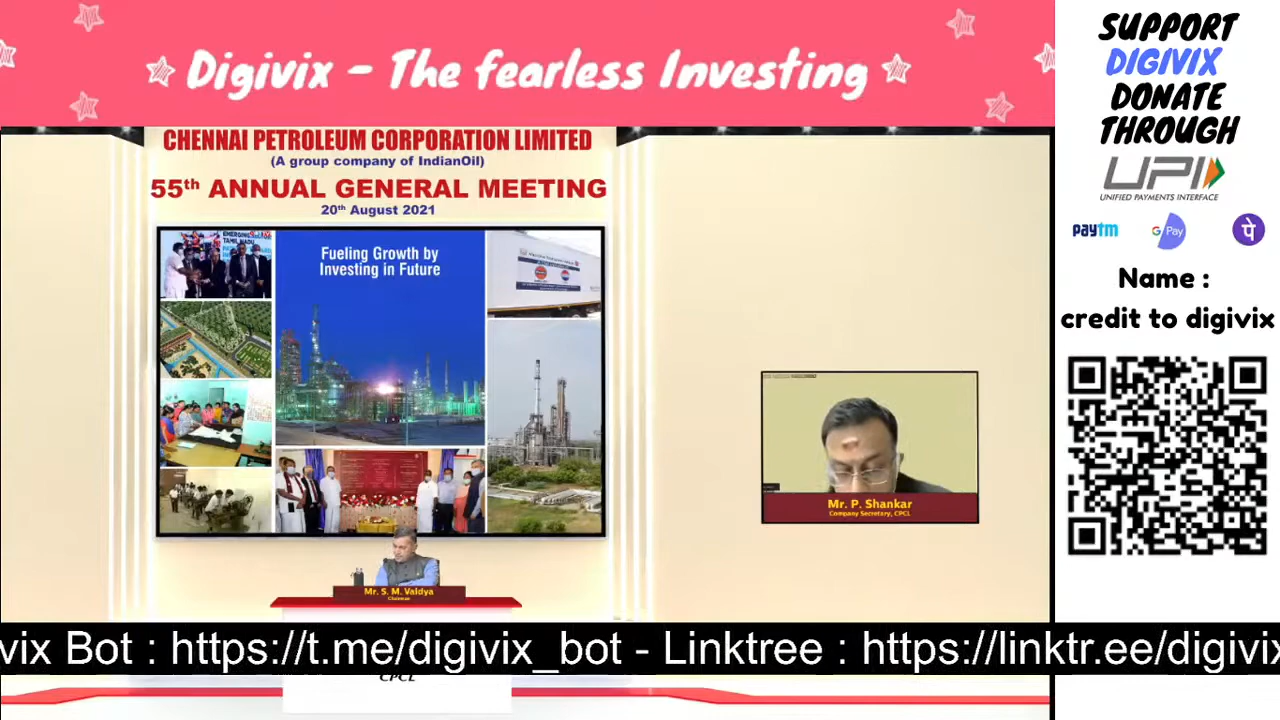 Digivix - The fearless Investing
SUPPORT
DIGIVIX
DONATE
THROUGH
UPI
UNIFIED PAYMENTS INTERFACE
paytm
G Pay
पे
Name :
credit to digivix
CHENNAI PETROLEUM CORPORATION LIMITED
(A group company of IndianOil)
55th ANNUAL GENERAL MEETING
20th August 2021
Fueling Growth by
Investing in Future
Mr. P. Shankar
Company Secretary, CPCL
Mr. S. M. Vaidya
Chairman
vix Bot : https://t.me/digivix_bot - Linktree : https://linktr.ee/digivix
CPCL